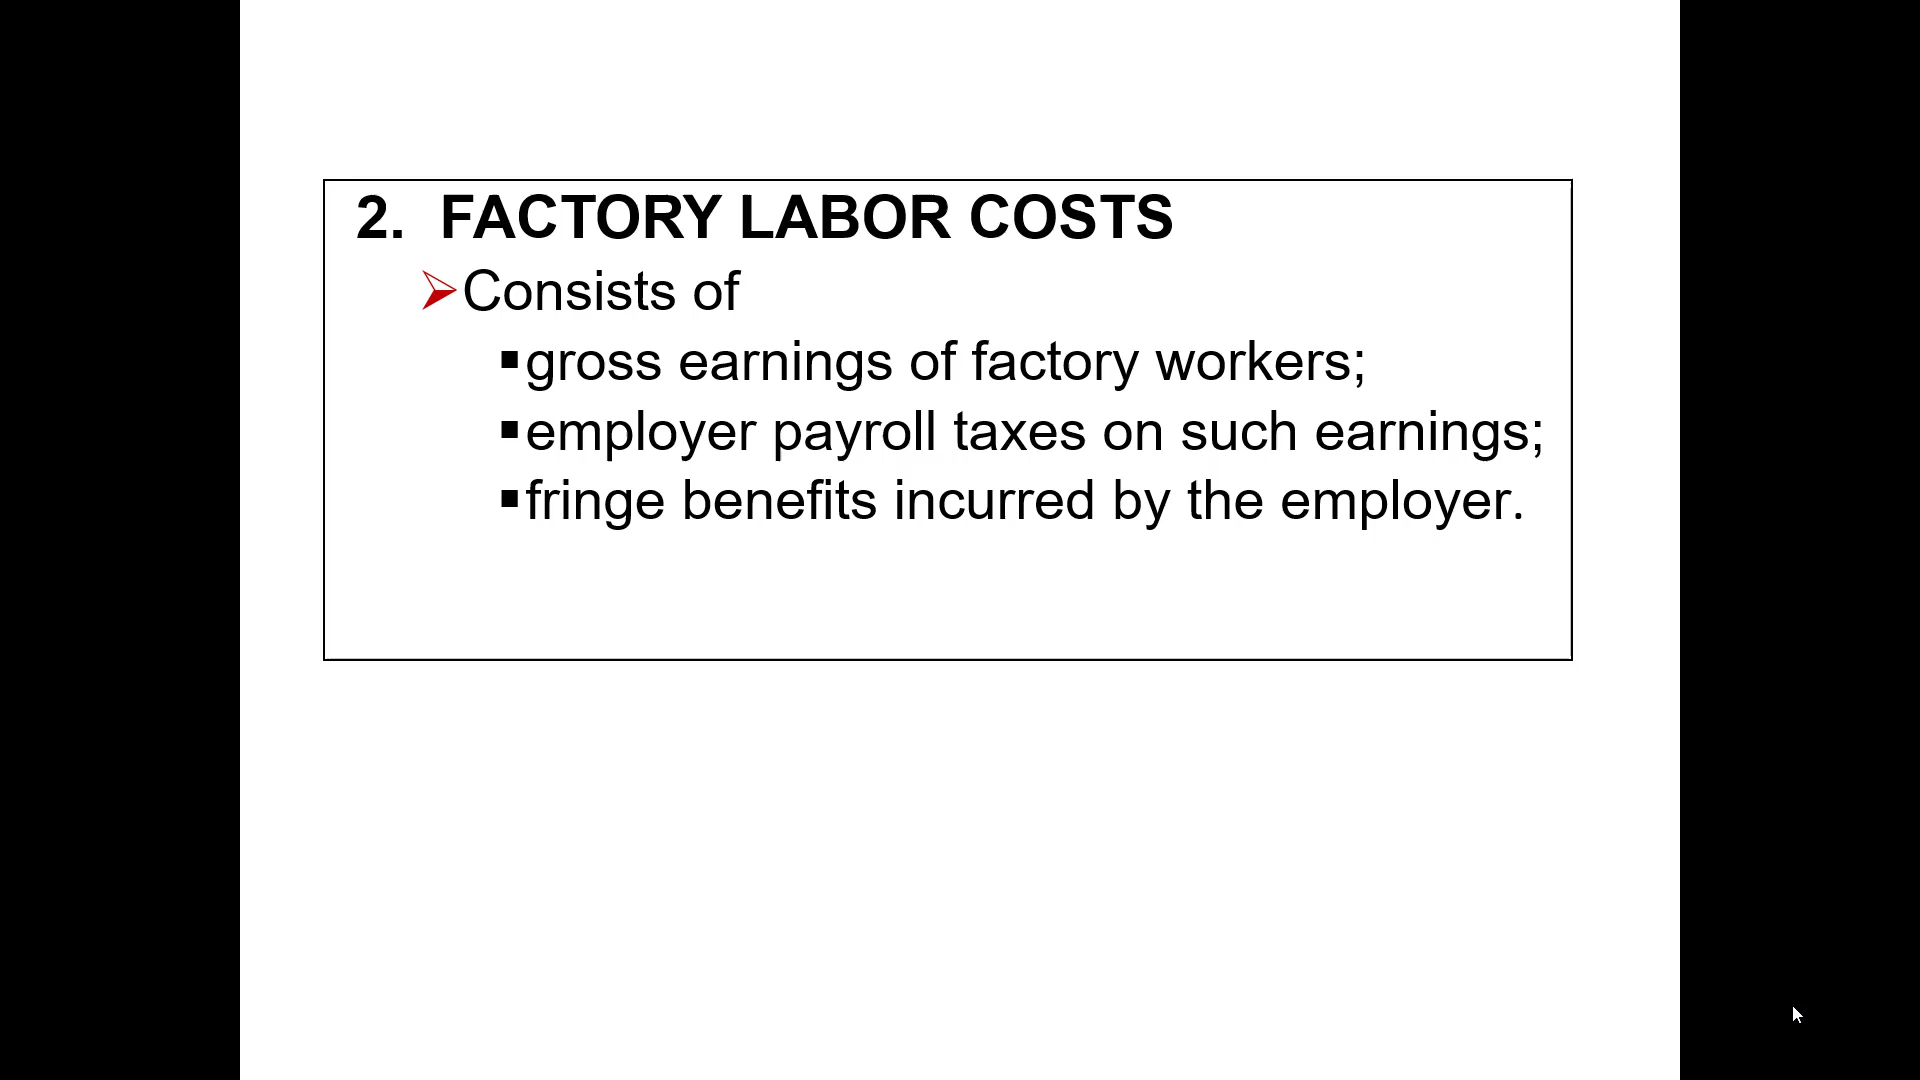 2. FACTORY LABOR COSTS
➢Consists of
▪gross earnings of factory workers;
▪employer payroll taxes on such earnings;
▪fringe benefits incurred by the employer.